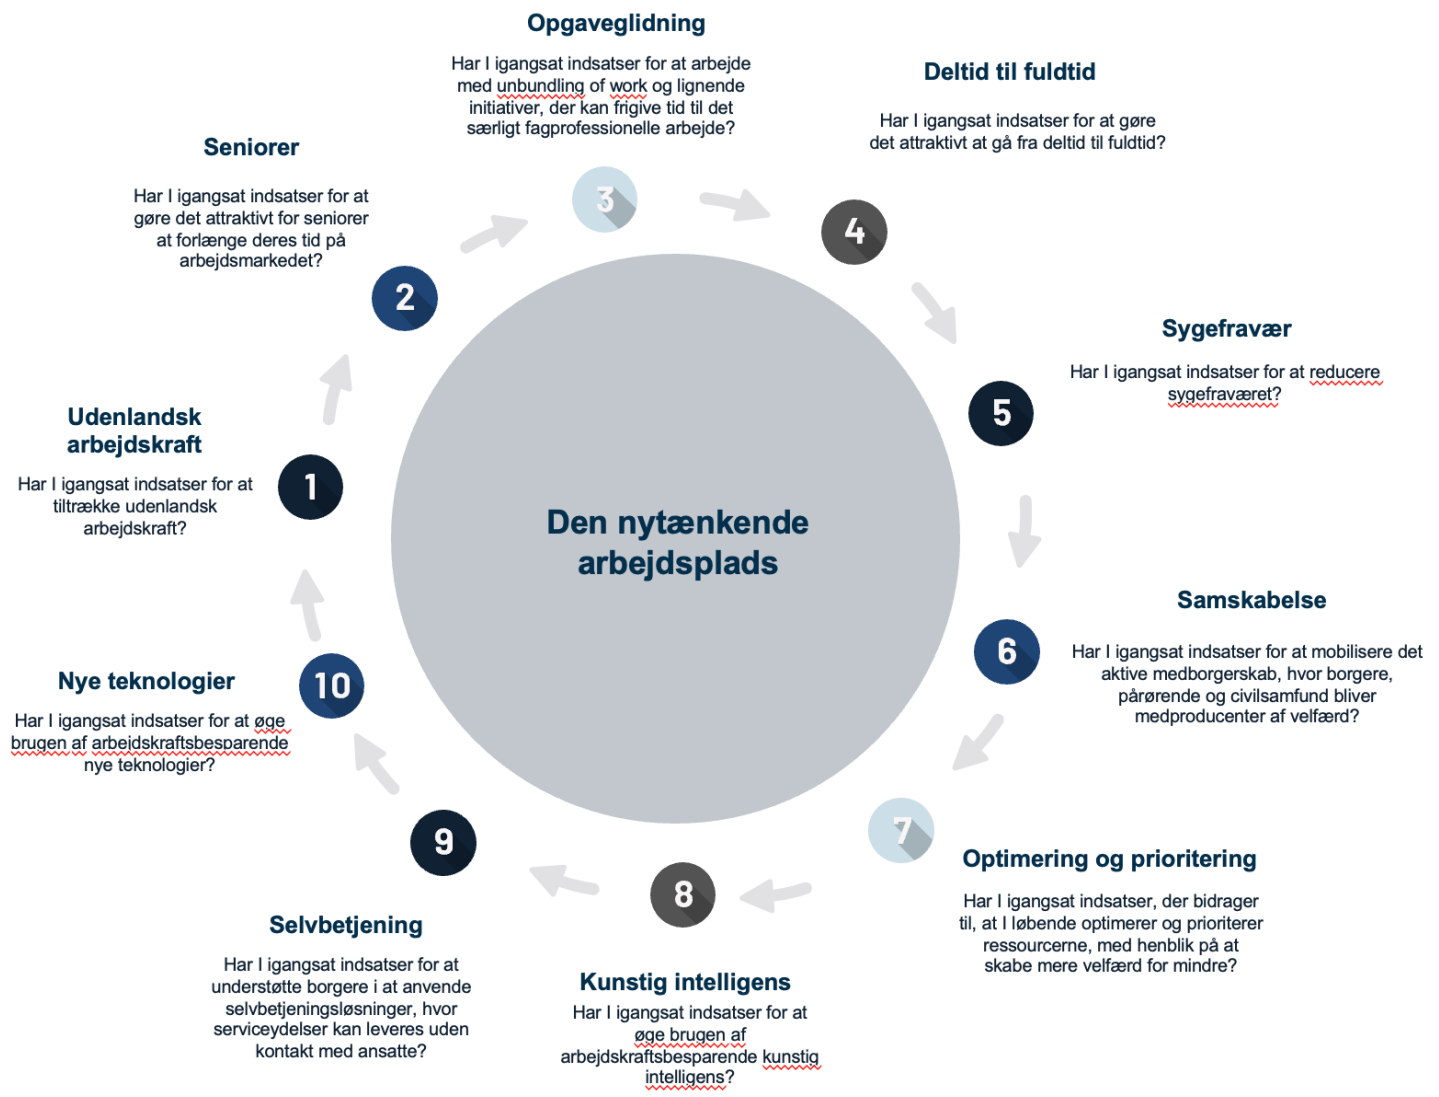 Opgaveglidning
Har I igangsat indsatser for at arbejde
med unbundling of work og lignende
initiativer, der kan frigive tid til det
særligt fagprofessionelle arbejde?
Deltid til fuldtid
Har I igangsat indsatser for at gøre
det attraktivt at gå fra deltid til fuldtid?
Seniorer
Har I igangsat indsatser for at
gøre det attraktivt for seniorer
at forlænge deres tid på
arbejdsmarkedet?
3
4
2
Sygefravær
Har I igangsat indsatser for at reducere
sygefraværet?
5
Udenlandsk
arbejdskraft
Har I igangsat indsatser for at
tiltrække udenlandsk
arbejdskraft?
1
Den nytænkende
arbejdsplads
Samskabelse
Har I igangsat indsatser for at mobilisere det
aktive medborgerskab, hvor borgere,
pårørende og civilsamfund bliver
medproducenter af velfærd?
6
Nye teknologier
Har I igangsat indsatser for at øge
brugen af arbejdskraftsbesparende
nye teknologier?
10
7
Optimering og prioritering
Har I igangsat indsatser, der bidrager
til, at I løbende optimerer og prioriterer
ressourcerne, med henblik på at
skabe mere velfærd for mindre?
9
8
Selvbetjening
Har I igangsat indsatser for at
understøtte borgere i at anvende
selvbetjeningsløsninger, hvor
serviceydelser kan leveres uden
kontakt med ansatte?
Kunstig intelligens
Har I igangsat indsatser for at
øge brugen af
arbejdskraftsbesparende kunstig
intelligens?